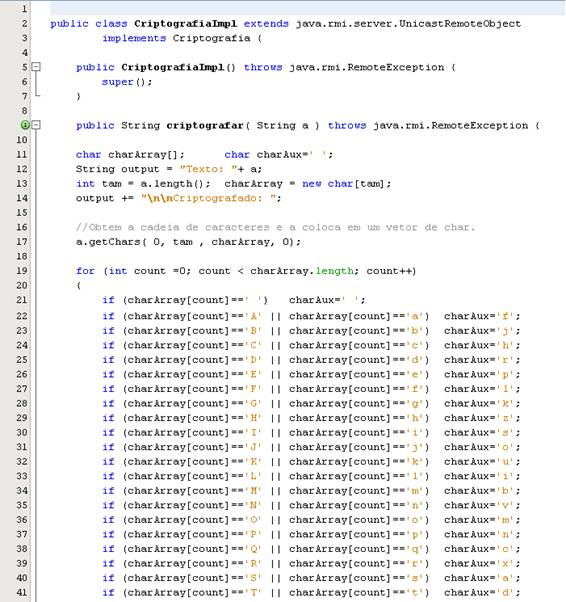 1
2 public class CriptografiaImpl extends java.rmi.server.UnicastRemoteObject
3 implements Criptografia {
4
5 public CriptografiaImpl() throws java.rmi.RemoteException {
6 super();
7 }
8
public String criptografar( String a ) throws java.rmi.RemoteException {
10
11 char charArray[]; char charAux=' ';
12 String output = "Texto: "+ a;
13 int tam = a.length(); charArray = new char[tam];
14 output += "\n\nCriptografado: ";
15
16 //Obtem a cadeia de caracteres e a coloca em um vetor de char.
17 a.getChars( 0, tam , charArray, 0);
18
19 for (int count =0; count < charArray.length; count++)
20 {
21 if (charArray[count]==' ') charAux=' ';
22 if (charArray[count]=='A' || charArray[count]=='a') charAux='f';
23 if (charArray[count]=='B' || charArray[count]=='b') charAux='j';
24 if (charArray[count]=='C' || charArray[count]=='c') charAux='h';
25 if (charArray[count]=='D' || charArray[count]=='d') charAux='r';
26 if (charArray[count]=='E' || charArray[count]=='e') charAux='p';
27 if (charArray[count]=='F' || charArray[count]=='f') charAux='l';
28 if (charArray[count]=='G' || charArray[count]=='g') charAux='k';
29 if (charArray[count]=='H' || charArray[count]=='h') charAux='z';
30 if (charArray[count]=='I' || charArray[count]=='i') charAux='s';
31 if (charArray[count]=='J' || charArray[count]=='j') charAux='o';
32 if (charArray[count]=='K' || charArray[count]=='k') charAux='u';
33 if (charArray[count]=='L' || charArray[count]=='l') charAux='i';
34 if (charArray[count]=='M' || charArray[count]=='m') charAux='b';
35 if (charArray[count]=='N' || charArray[count]=='n') charAux='v';
36 if (charArray[count]=='O' || charArray[count]=='o') charAux='m';
37 if (charArray[count]=='P' || charArray[count]=='p') charAux='n';
38 if (charArray[count]=='Q' || charArray[count]=='q') charAux='c';
39 if (charArray[count]=='R' || charArray[count]=='r') charAux='x';
40 if (charArray[count]=='S' || charArray[count]=='s') charAux='a';
41 if (charArray[count]=='T' || charArray[count]=='t') charAux='d';